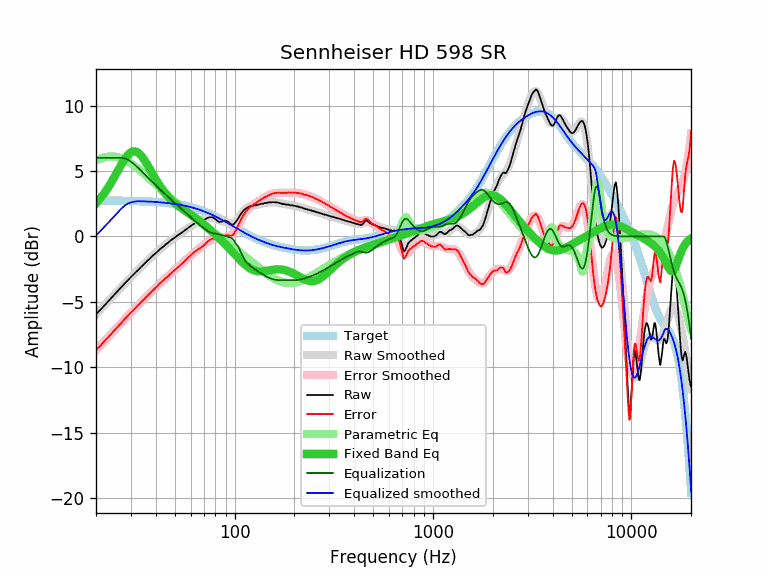 Sennheiser HD 598 SR
10
5
0
−5
−10
−15
−20
Amplitude (dBr)
Target
Raw Smoothed
Error Smoothed
Raw
Error
Parametric Eq
Fixed Band Eq
Equalization
Equalized smoothed
100 1000 10000
Frequency (Hz)